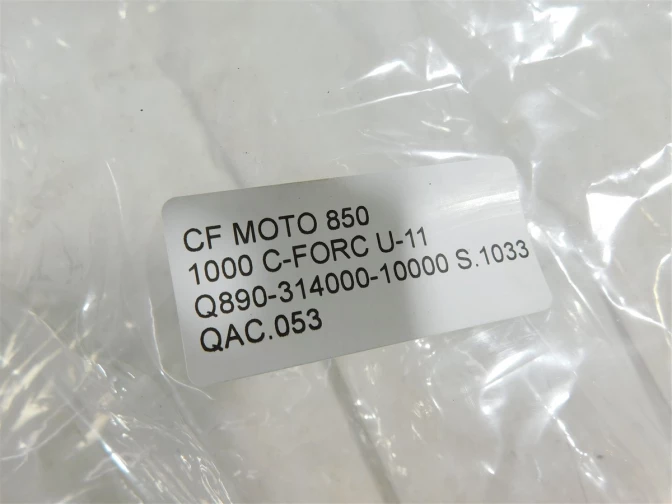 CF MOTO 850
1000 C-FORC U-11
Q890-314000-10000 S.1033
QAC.053